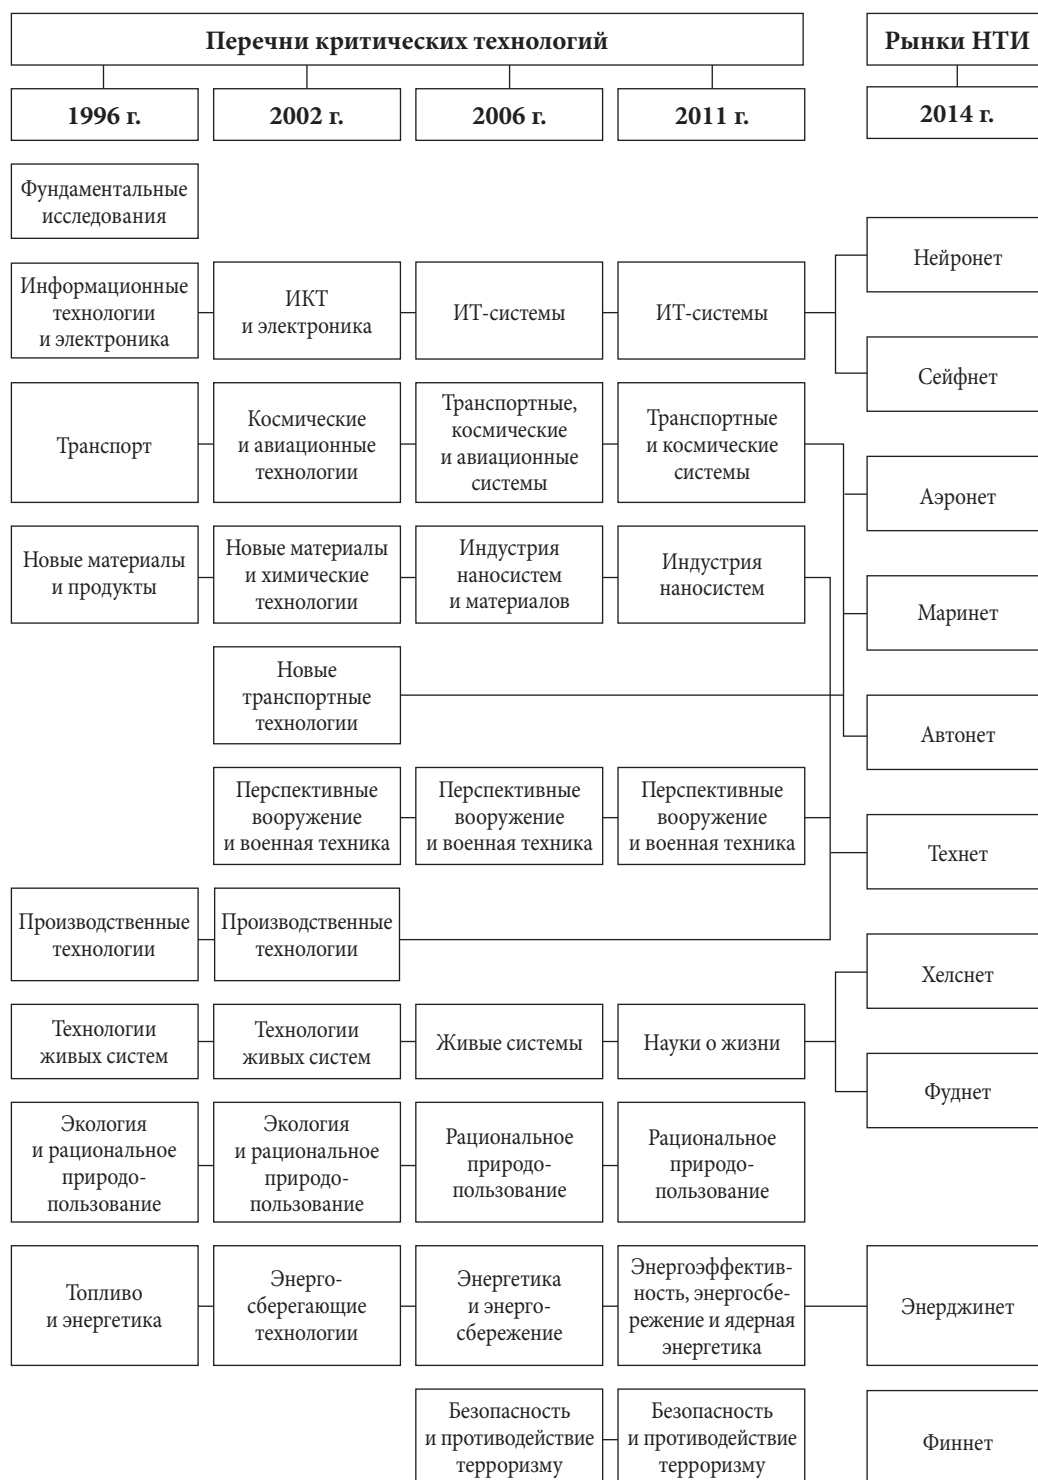 Перечни критических технологий
Рынки НТИ
1996 г.
2002 г.
2006 г.
2011 г.
2014 г.
Фундаментальные
исследования
Нейронет
Информационные
технологии
и электроника
ИКТ
и электроника
ИТ-системы
ИТ-системы
Сейфнет
Транспорт
Космические
и авиационные
технологии
Транспортные,
космические
и авиационные
системы
Транспортные
и космические
системы
Аэронет
Новые материалы
и продукты
Новые материалы
и химические
технологии
Индустрия
наносистем
и материалов
Индустрия
наносистем
Маринет
Новые
транспортные
технологии
Автонет
Перспективные
вооружение
и военная техника
Перспективные
вооружение
и военная техника
Перспективные
вооружение
и военная техника
Технет
Производственные
технологии
Производственные
технологии
Хелснет
Технологии
живых систем
Технологии
живых систем
Живые системы
Науки о жизни
Фуднет
Экология
и рациональное
природо-
пользование
Экология
и рациональное
природо-
пользование
Рациональное
природо-
пользование
Рациональное
природо-
пользование
Топливо
и энергетика
Энерго-
сберегающие
технологии
Энергетика
и энерго-
сбережение
Энергоэффектив-
ность, энергосбе-
режение и ядерная
энергетика
Энерджинет
Безопасность
и противодействие
терроризму
Безопасность
и противодействие
терроризму
Финнет